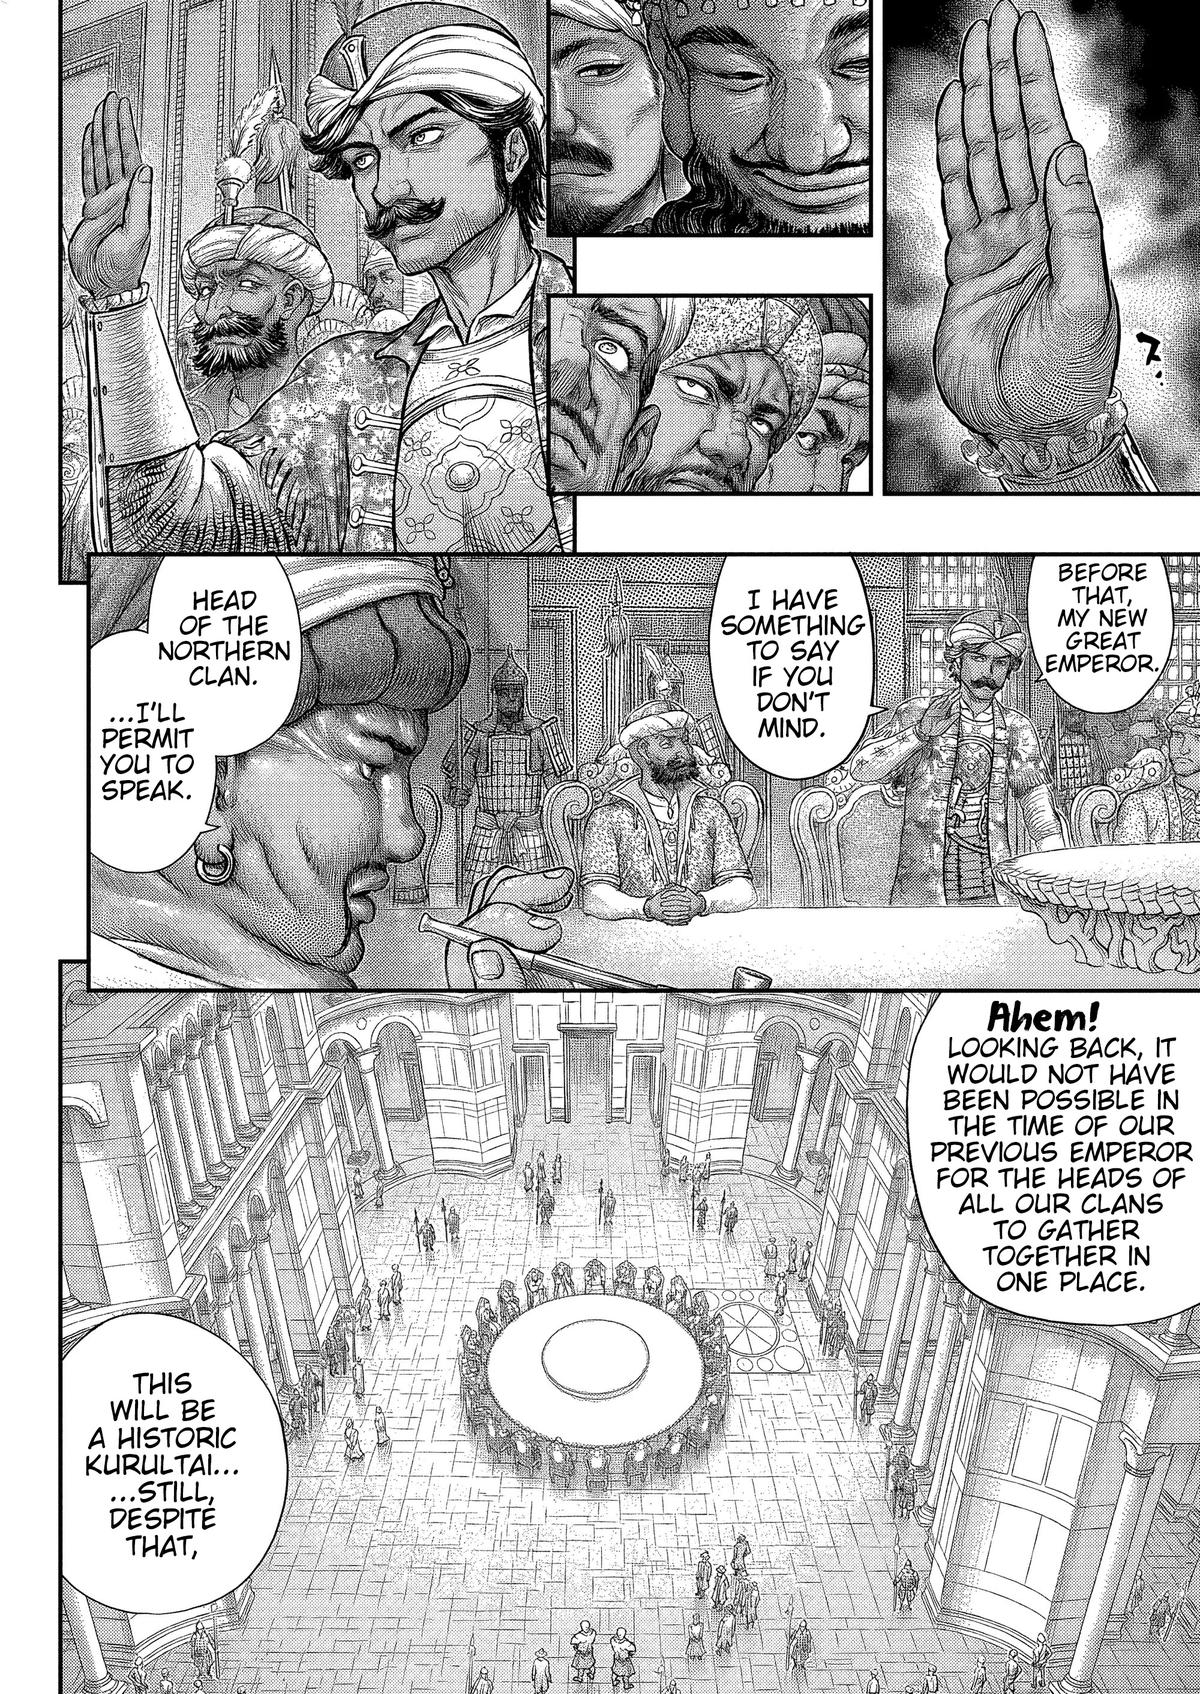 ス
BEFORE
THAT,
MY NEW
GREAT
EMPEROR.
I HAVE
SOMETHING
TO SAY
IF YOU
DON'T
MIND.
HEAD
OF THE
NORTHERN
CLAN.
...I'LL
PERMIT
YOU TO
SPEAK.
Ahem!
LOOKING BACK, IT
WOULD NOT HAVE
BEEN POSSIBLE IN
THE TIME OF OUR
PREVIOUS EMPEROR
FOR THE HEADS OF
ALL OUR CLANS
TO GATHER
TOGETHER IN
ONE PLACE.
THIS
WILL BE
A HISTORIC
KURULTAI...
...STILL,
DESPITE
THAT,